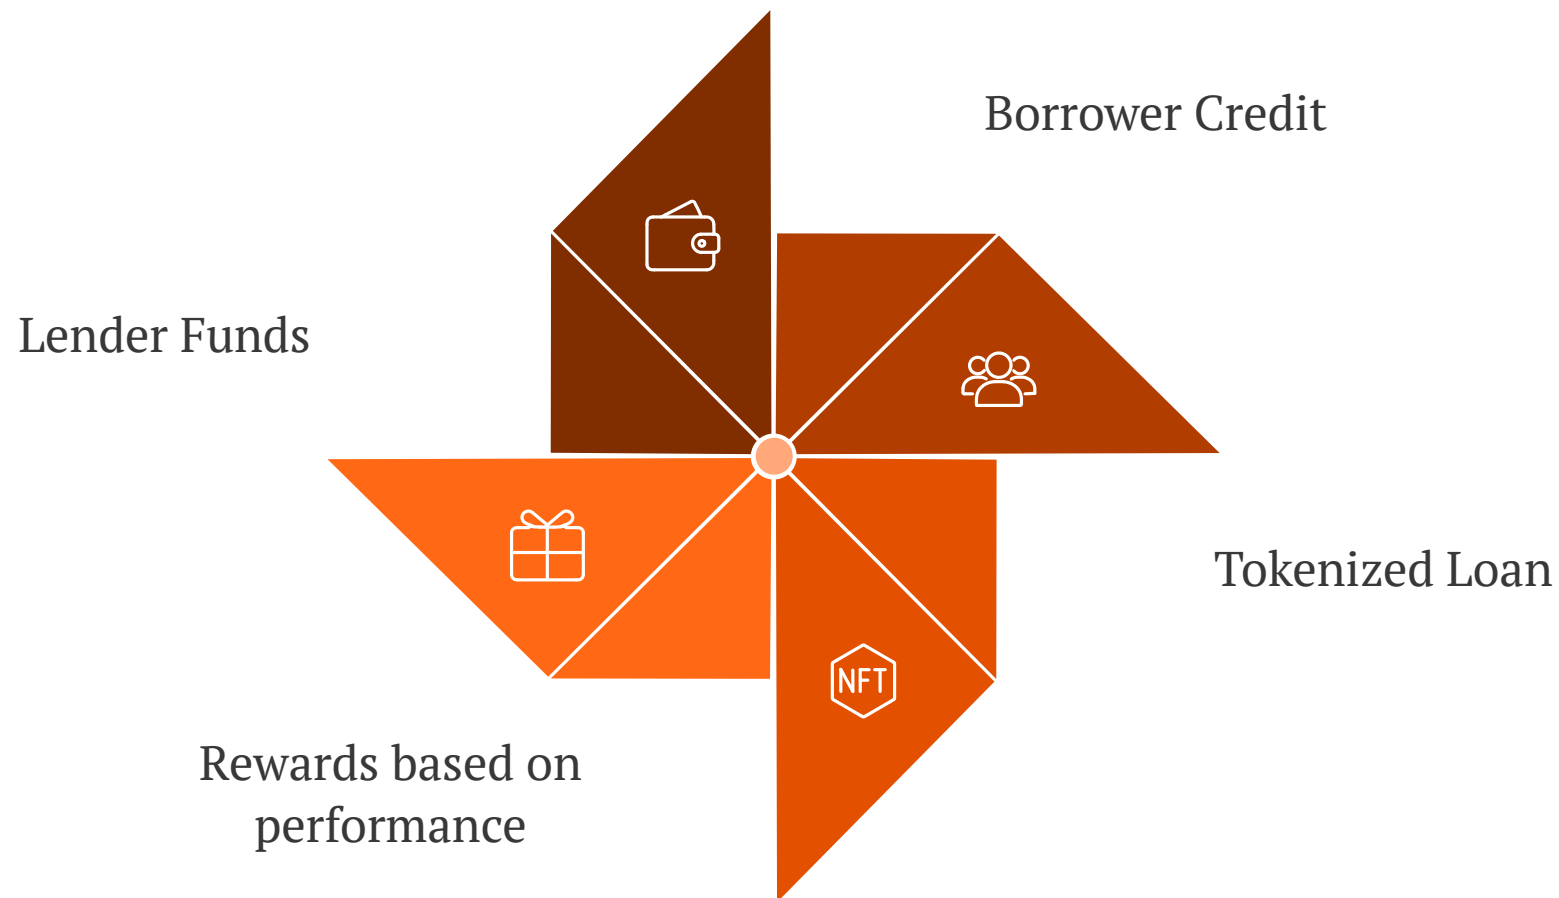 Borrower Credit
Lender Funds
Tokenized Loan
NFT
Rewards based on
performance